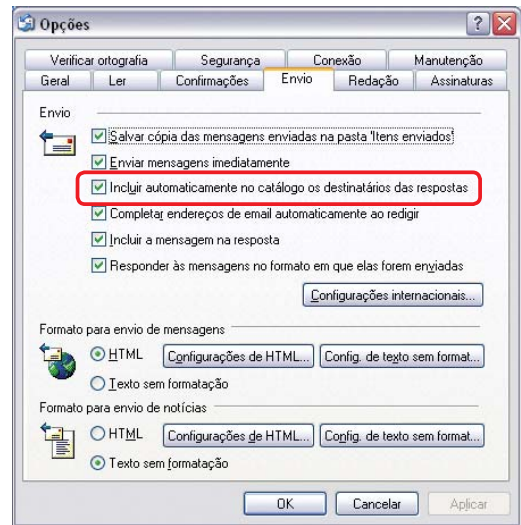 Opções
Verificar ortografia Segurança Conexão Manutenção
Geral Ler Confirmações Envio Redação Assinaturas
Envio
Salvar cópia das mensagens enviadas na pasta 'Itens enviados'
Enviar mensagens imediatamente
Incluir automaticamente no catálogo os destinatários das respostas
Completar endereços de email automaticamente ao redigir
Incluir a mensagem na resposta
Responder às mensagens no formato em que elas forem enviadas
Configurações internacionais...
Formato para envio de mensagens
HTML Configurações de HTML... Config. de texto sem format...
Texto sem formatação
Formato para envio de notícias
HTML Configurações de HTML... Config. de texto sem format...
Texto sem formatação
OK Cancelar Aplicar